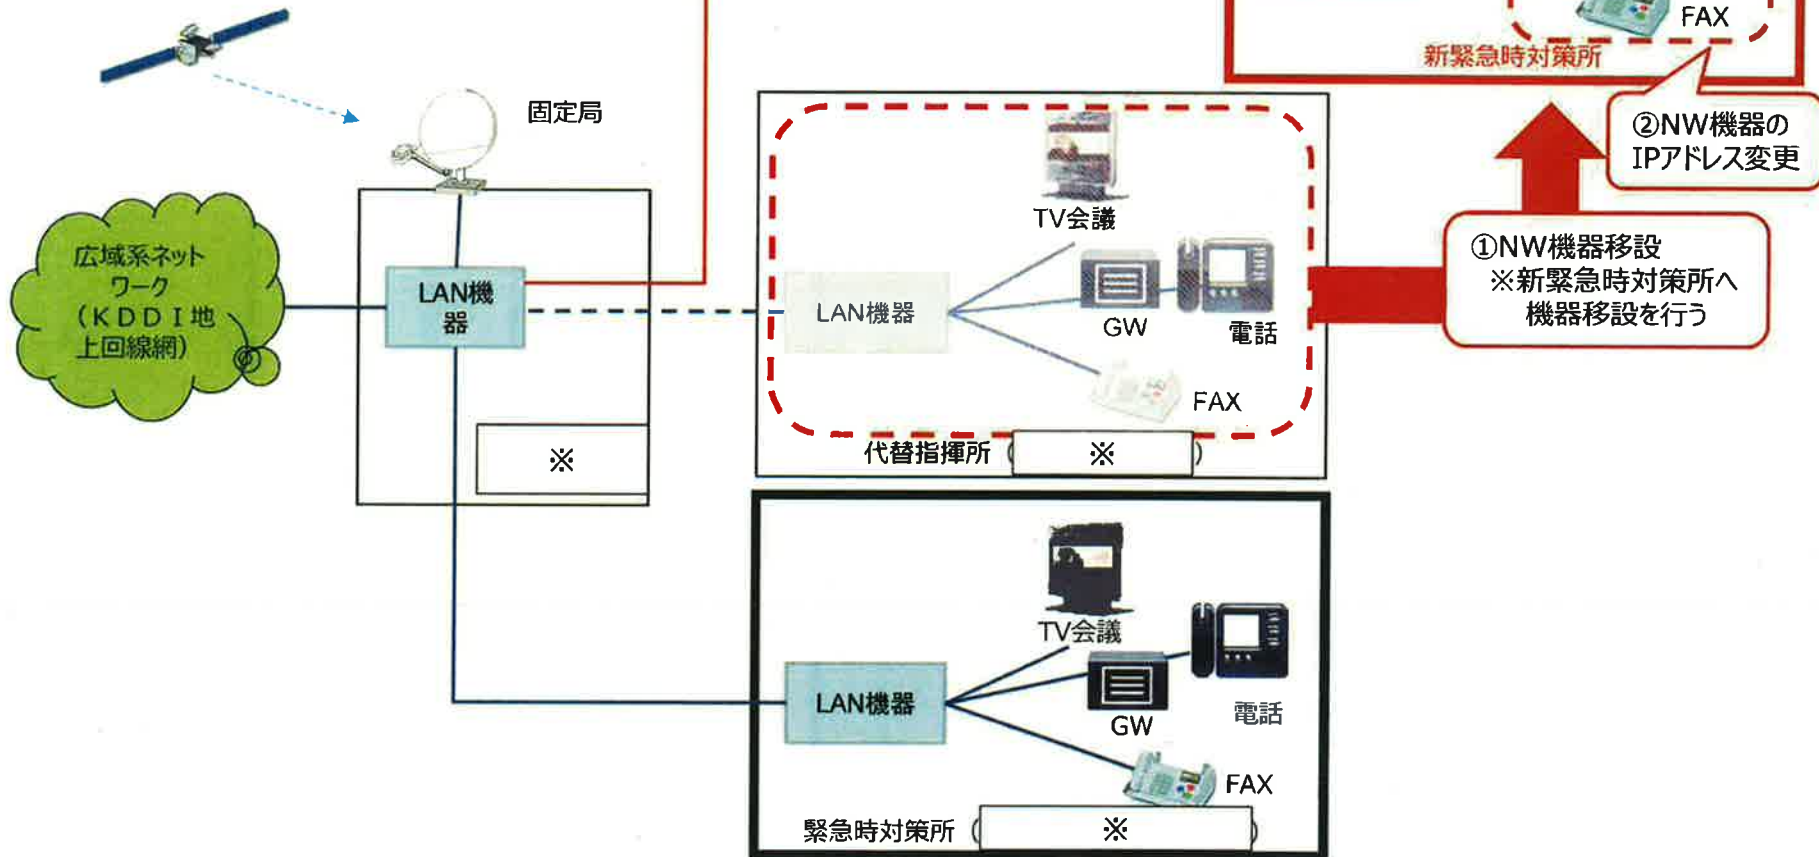 FAX
新緊急時対策所
②NW機器の
IPアドレス変更
①NW機器移設
※新緊急時対策所へ
機器移設を行う
固定局
広域系ネット
ワーク
(KDDI地
上回線網)
LAN機
器
※
TV会議
LAN機器
GW
電話
FAX
代替指揮所 ( ※ )
TV会議
LAN機器
GW
電話
FAX
緊急時対策所 ( ※ )